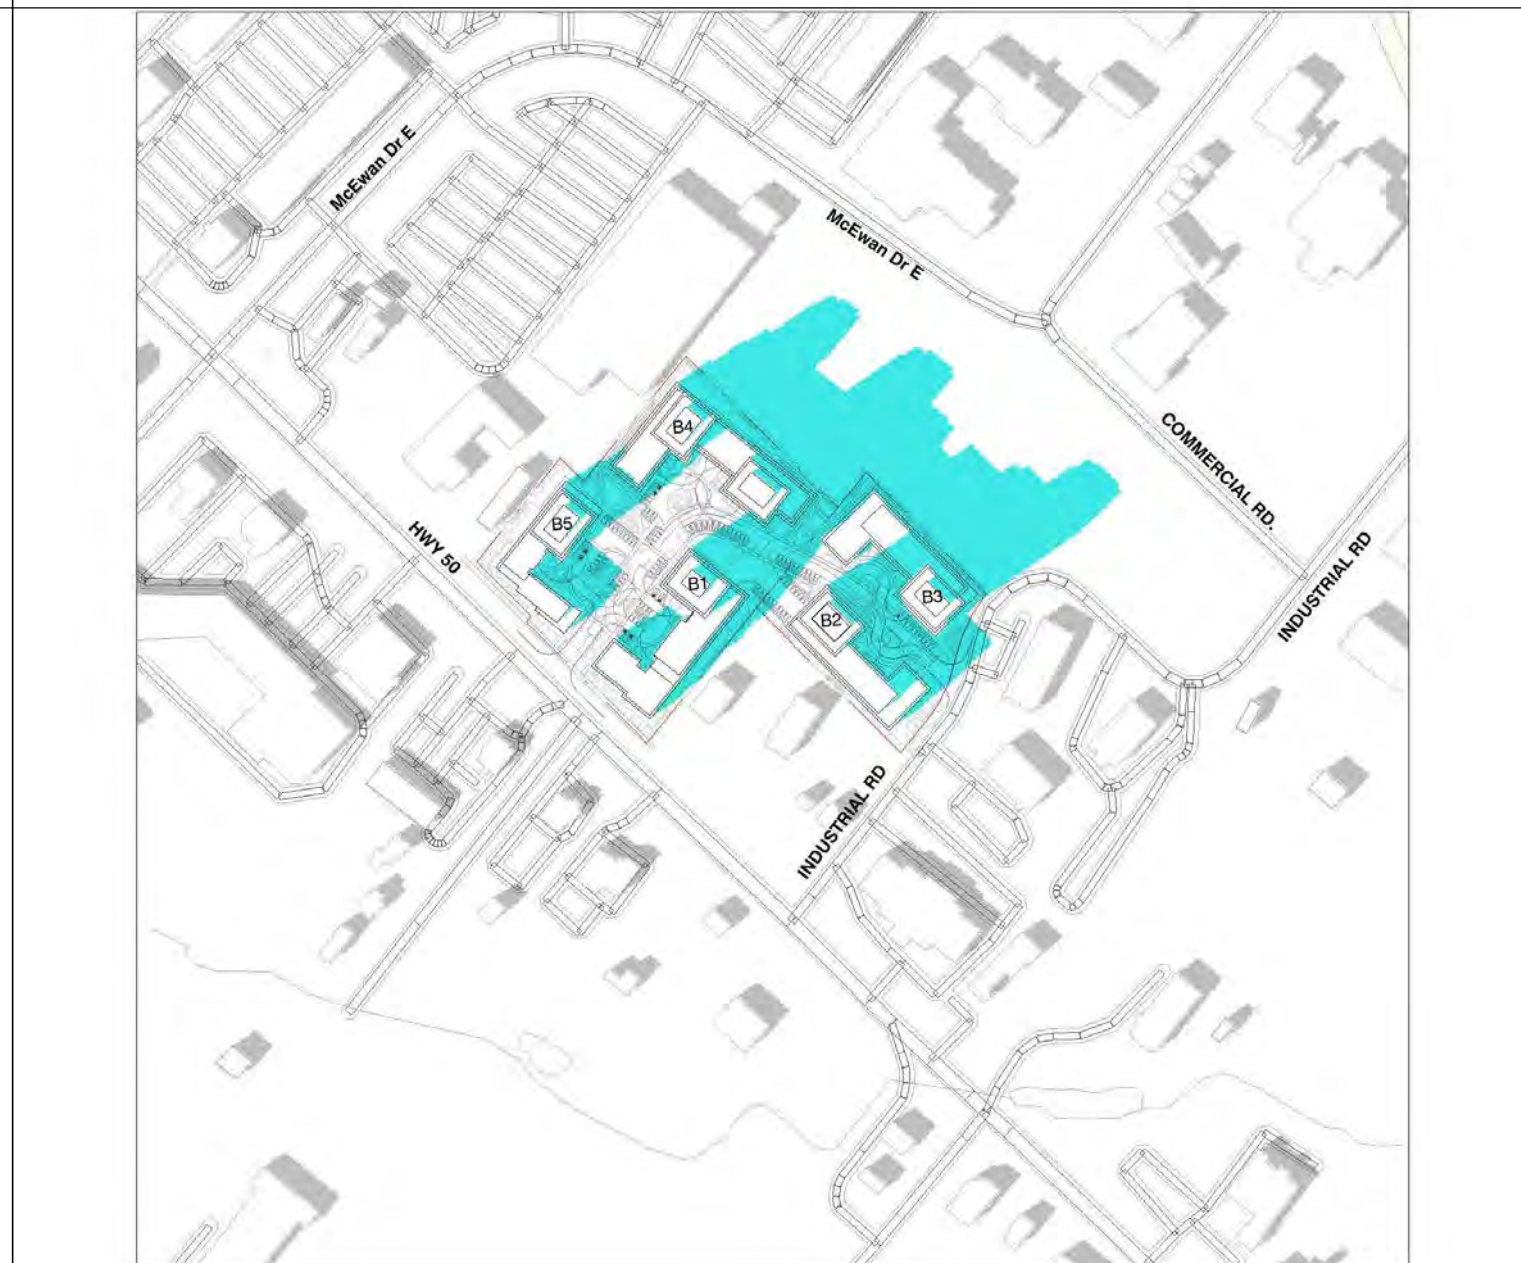 McEwan Dr E
McEwan Dr E
B4
COMMERCIAL RD.
B5
HWY 50
INDUSTRIAL RD
B1
B3
B2
INDUSTRIAL RD